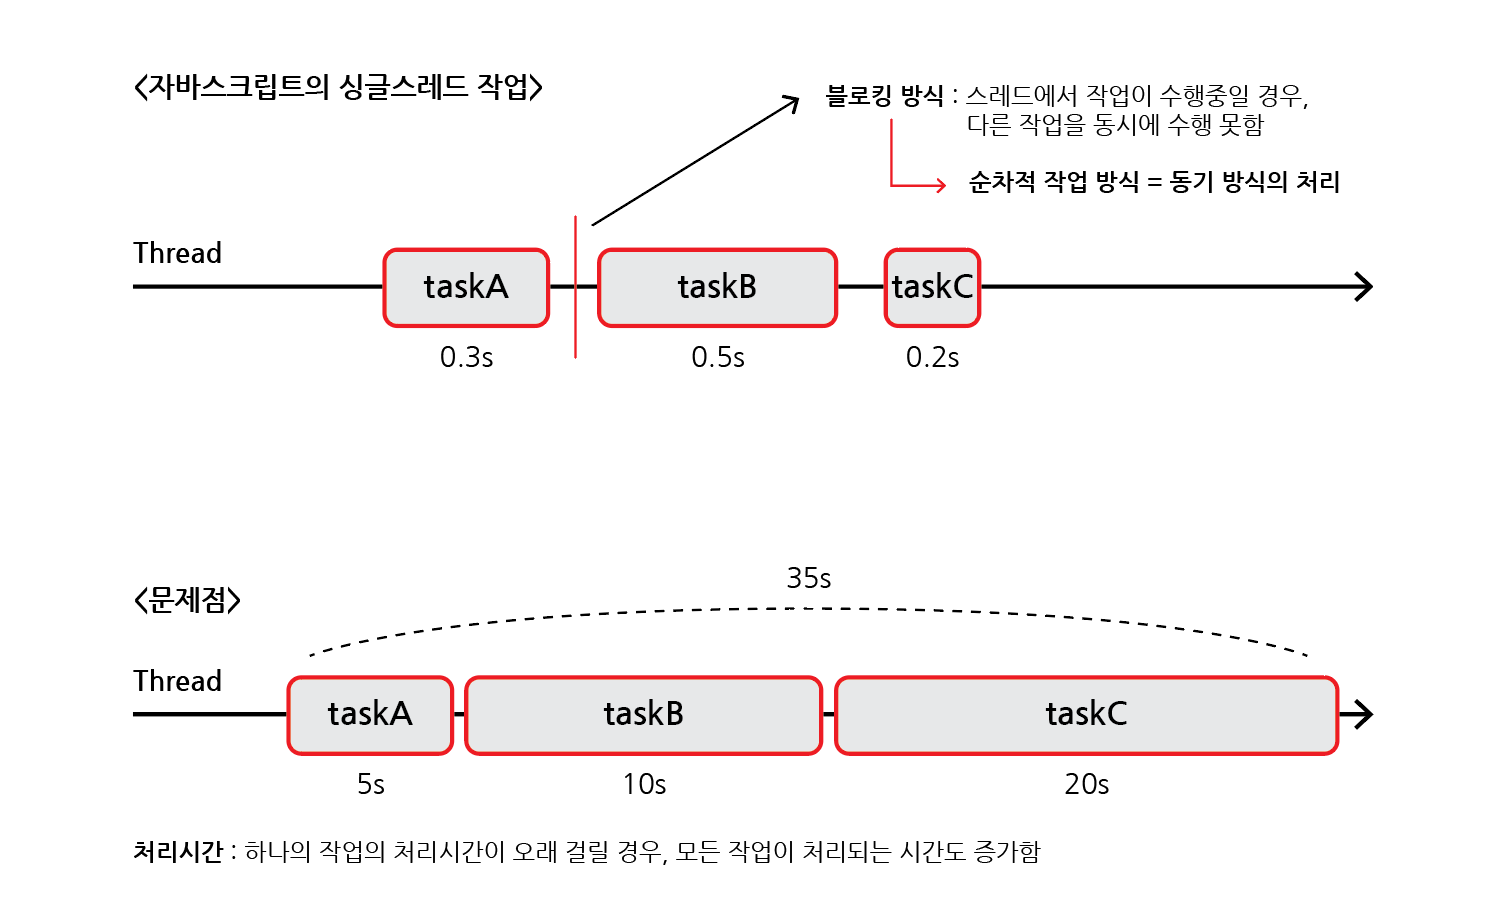 <자바스크립트의 싱글스레드 작업>
블로킹 방식 : 스레드에서 작업이 수행중일 경우,
다른 작업을 동시에 수행 못함
순차적 작업 방식 = 동기 방식의 처리
Thread
taskA
taskB
taskC
0.3s
0.5s
0.2s
<문제점>
35s
Thread
taskA
taskB
taskC
5s
10s
20s
처리시간 : 하나의 작업의 처리시간이 오래 걸릴 경우, 모든 작업이 처리되는 시간도 증가함